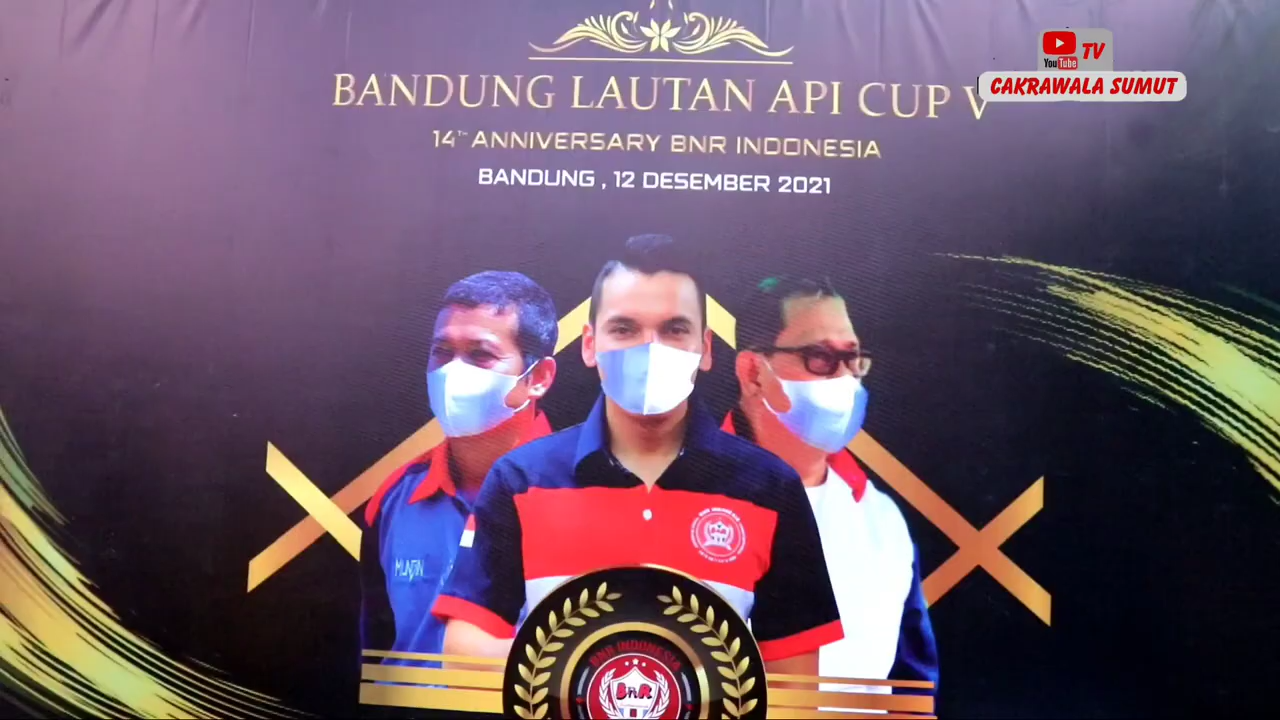 BANDUNG LAUTAN API CUP V
14TH ANNIVERSARY BNR INDONESIA
BANDUNG , 12 DESEMBER 2021
YouTube TV
CAKRAWALA SUMUT
BNR INDONESIA
BnR